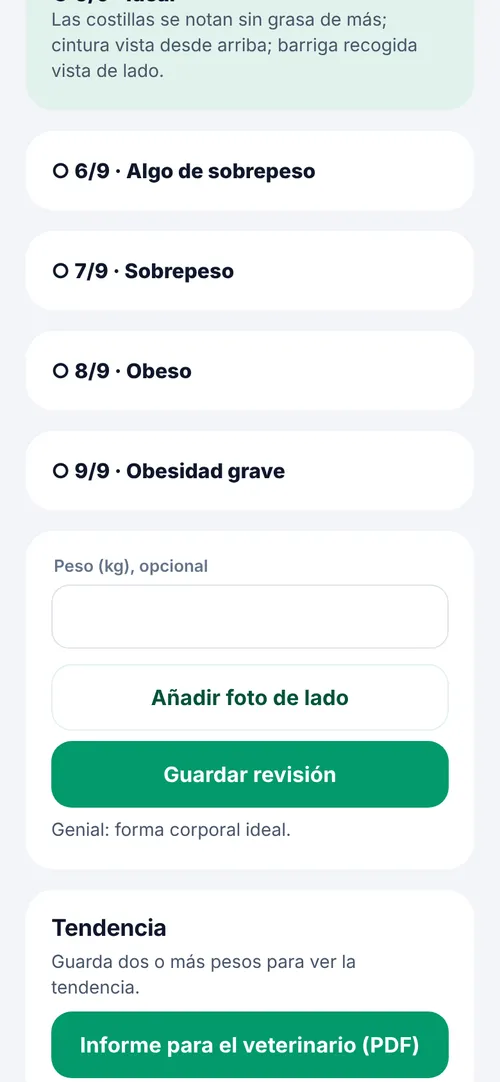 Las costillas se notan sin grasa de más;
cintura vista desde arriba; barriga recogida
vista de lado.
6/9 · Algo de sobrepeso
7/9 · Sobrepeso
8/9 · Obeso
9/9 · Obesidad grave
Peso (kg), opcional
Añadir foto de lado
Guardar revisión
Genial: forma corporal ideal.
Tendencia
Guarda dos o más pesos para ver la
tendencia.
Informe para el veterinario (PDF)